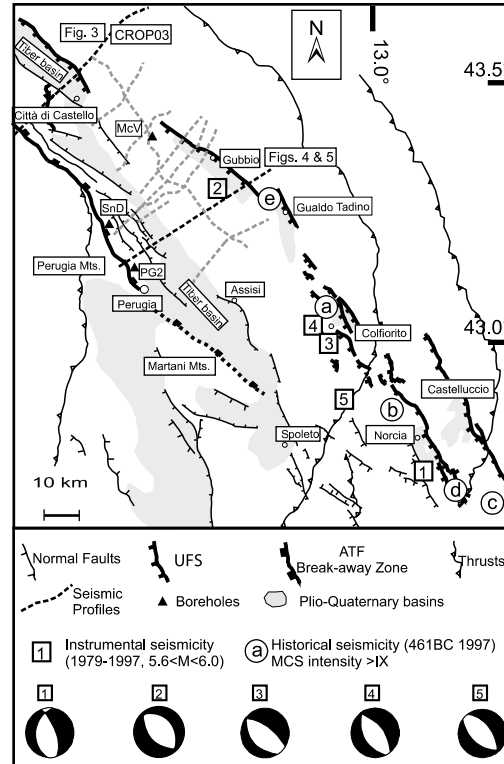 Fig. 3
CROP03
N
13.0°
43.5
Tiber basin
Città di Castello
McV
Gubbio
Figs. 4 & 5
2
e
Gualdo Tadino
SnD
Perugia Mts.
PG2
Perugia
Tiber basin
Assisi
a
4
3
Colfiorito
43.0
Martani Mts.
5
Castelluccio
b
Spoleto
Norcia
1
d
c
10 km
Normal Faults
UFS
ATF
Break-away Zone
Thrusts
Seismic
Profiles
Boreholes
Plio-Quaternary basins
1 Instrumental seismicity
(1979-1997, 5.6<M<6.0)
a Historical seismicity (461BC 1997)
MCS intensity >IX
1 2 3 4 5